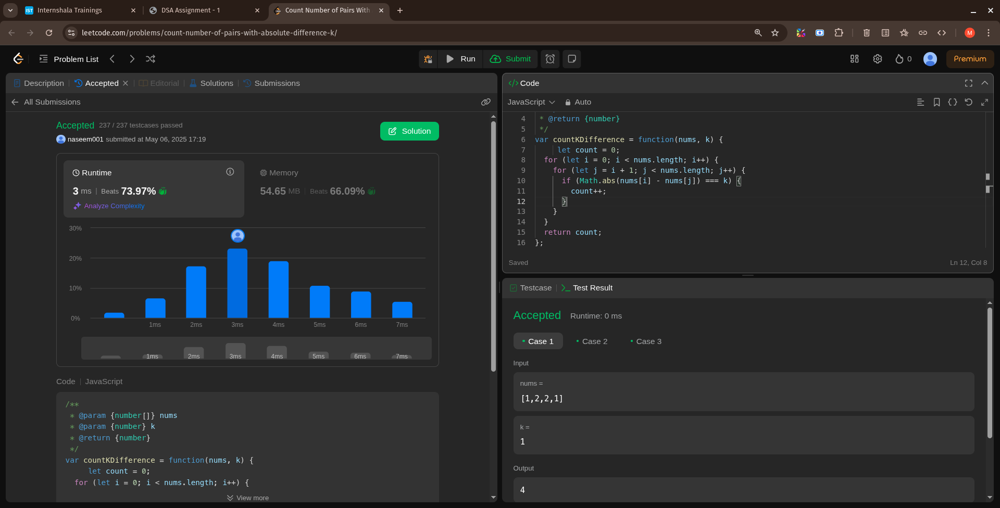 Internshala Trainings
DSA Assignment - 1
Count Number of Pairs With
leetcode.com/problems/count-number-of-pairs-with-absolute-difference-k/
M
Problem List
Run
Submit
0
Premium
Description
Accepted
Editorial
Solutions
Submissions
All Submissions
Accepted 237 / 237 testcases passed
naseem001 submitted at May 06, 2025 17:19
Solution
Runtime
3 ms | Beats 73.97%
Analyze Complexity
Memory
54.65 MB | Beats 66.09%
30%
20%
10%
0%
1ms 2ms 3ms 4ms 5ms 6ms 7ms
1ms 2ms 3ms 4ms 5ms 6ms 7ms
Code | JavaScript
/**
* @param {number[]} nums
* @param {number} k
* @return {number}
*/
var countKDifference = function(nums, k) {
let count = 0;
for (let i = 0; i < nums.length; i++) {
View more
</> Code
JavaScript
Auto
4 * @return {number}
5 */
6 var countKDifference = function(nums, k) {
7 let count = 0;
8 for (let i = 0; i < nums.length; i++) {
9 for (let j = i + 1; j < nums.length; j++) {
10 if (Math.abs(nums[i] - nums[j]) === k) {
11 count++;
12 }
13 }
14 }
15 return count;
16 };
Saved
Ln 12, Col 8
Testcase
Test Result
Accepted Runtime: 0 ms
Case 1
Case 2
Case 3
Input
nums =
[1,2,2,1]
k =
1
Output
4